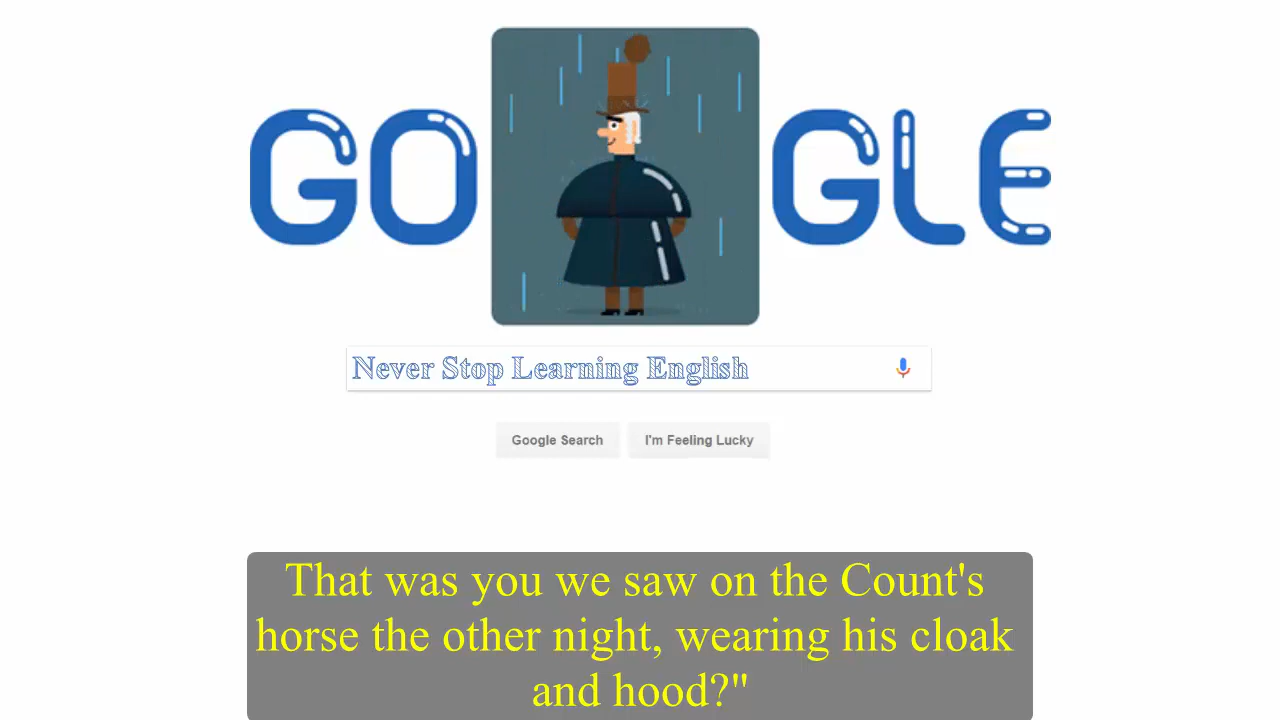 GO GLE
Never Stop Learning English
Google Search
I'm Feeling Lucky
That was you we saw on the Count's
horse the other night, wearing his cloak
and hood?"